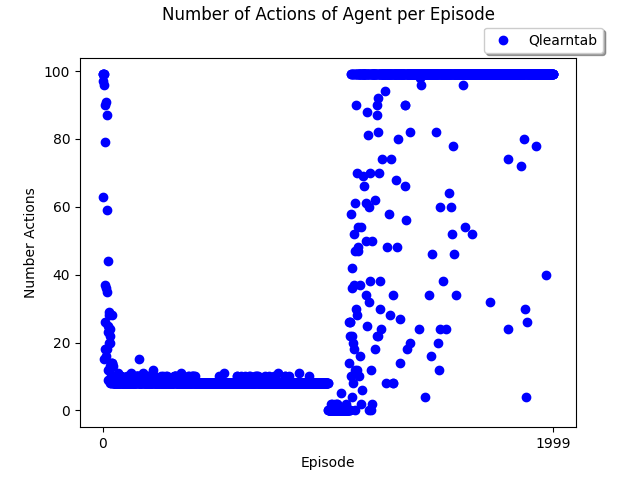 Number of Actions of Agent per Episode
Qlearntab
100
80
60
40
20
0
Number Actions
0
1999
Episode